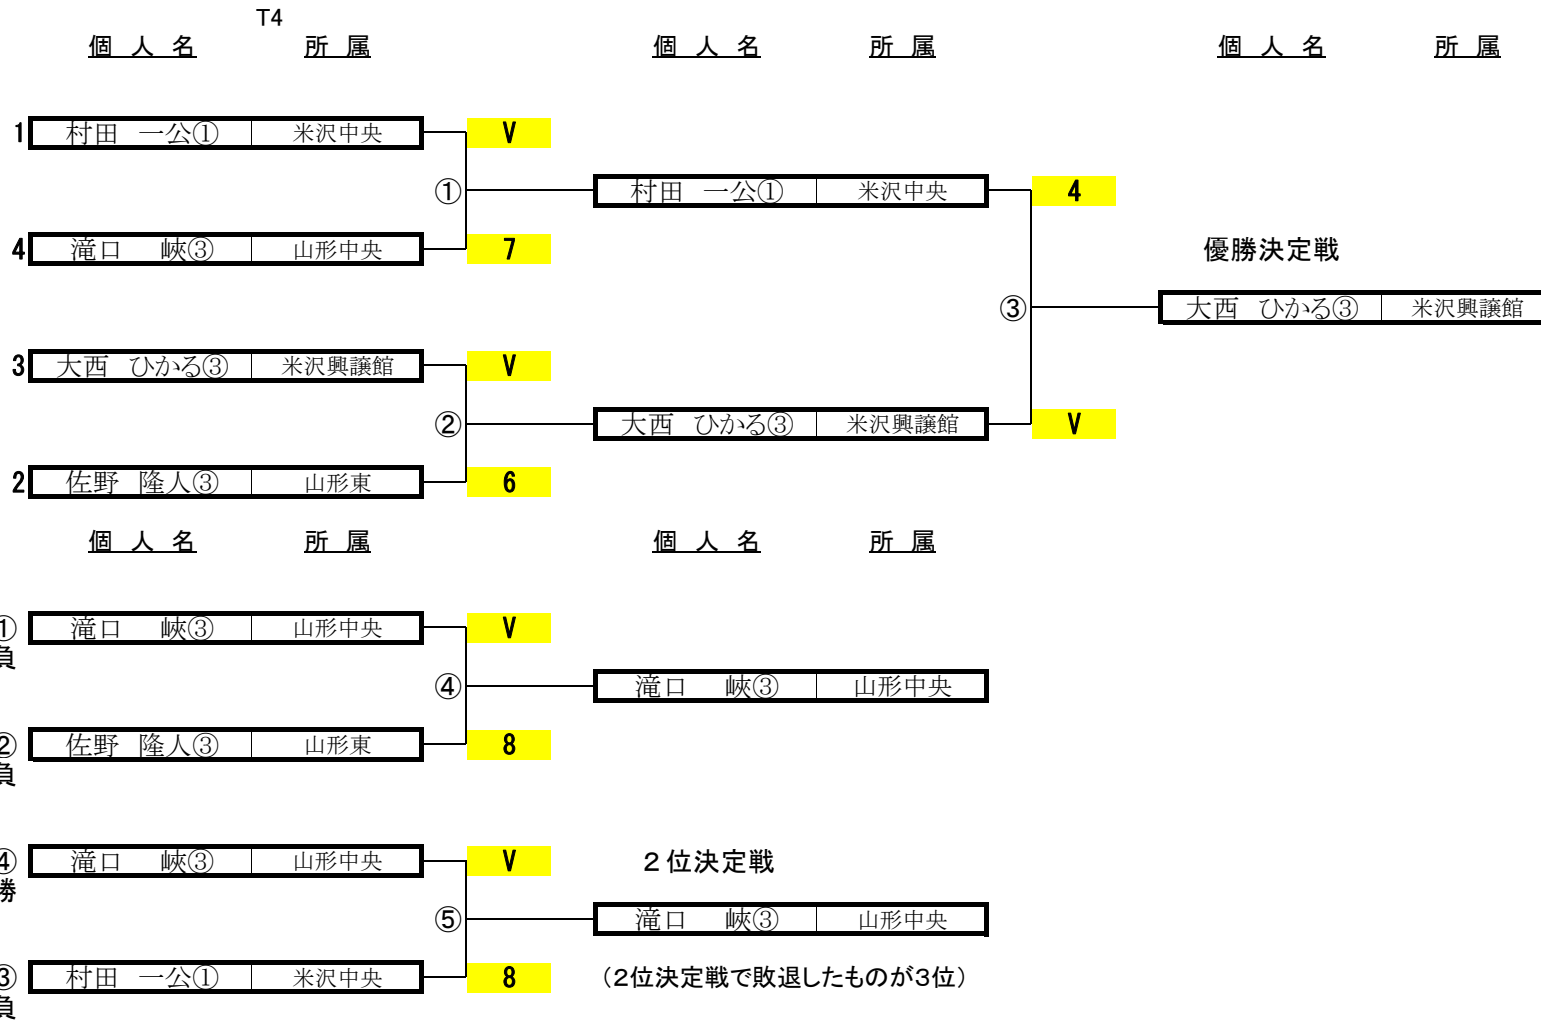 T4
個 人 名 所 属 個 人 名 所 属 個 人 名 所 属
1 村田 一公① 米沢中央 V
① 村田 一公① 米沢中央 4
4 滝口 峡③ 山形中央 7 優勝決定戦
③ 大西 ひかる③ 米沢興譲館
3 大西 ひかる③ 米沢興譲館 V
② 大西 ひかる③ 米沢興譲館 V
2 佐野 隆人③ 山形東 6
個 人 名 所 属 個 人 名 所 属
① 滝口 峡③ 山形中央 V
負
④ 滝口 峡③ 山形中央
② 佐野 隆人③ 山形東 8
負
④ 滝口 峡③ 山形中央 V ２位決定戦
勝
⑤ 滝口 峡③ 山形中央
③ 村田 一公① 米沢中央 8 （2位決定戦で敗退したものが3位）
負